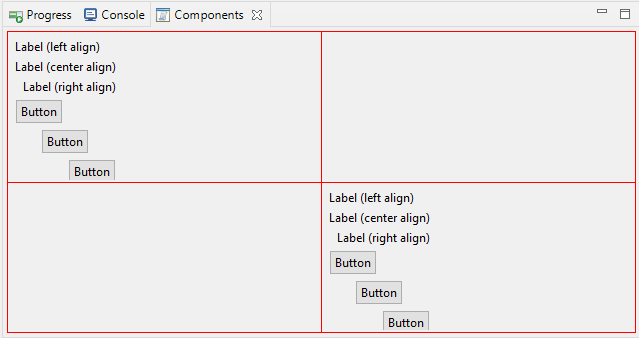 Progress Console Components
Label (left align)
Label (center align)
Label (right align)
Button
Button
Button
Label (left align)
Label (center align)
Label (right align)
Button
Button
Button